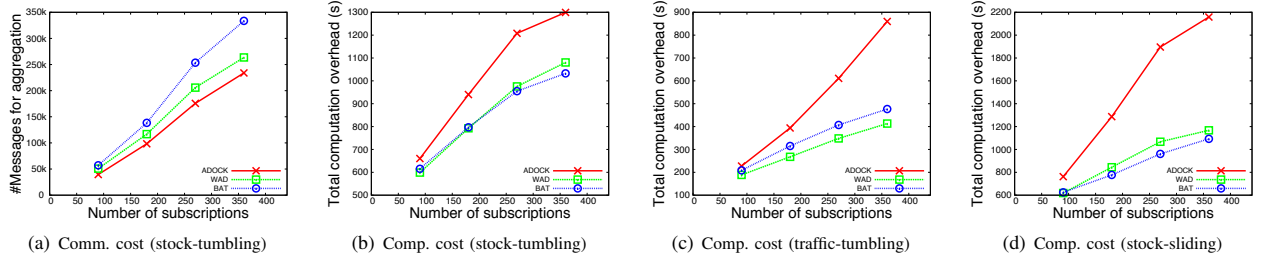 #Messages for aggregation
350k
300k
250k
200k
150k
100k
50k
0
0 50 100 150 200 250 300 350 400
Number of subscriptions
ADOCK
WAD
BAT
(a) Comm. cost (stock-tumbling)
Total computation overhead (s)
1300
1200
1100
1000
900
800
700
600
500
0 50 100 150 200 250 300 350 400
Number of subscriptions
ADOCK
WAD
BAT
(b) Comp. cost (stock-tumbling)
Total computation overhead (s)
900
800
700
600
500
400
300
200
100
0 50 100 150 200 250 300 350 400
Number of subscriptions
ADOCK
WAD
BAT
(c) Comp. cost (traffic-tumbling)
Total computation overhead (s)
2200
2000
1800
1600
1400
1200
1000
800
600
0 50 100 150 200 250 300 350 400
Number of subscriptions
ADOCK
WAD
BAT
(d) Comp. cost (stock-sliding)